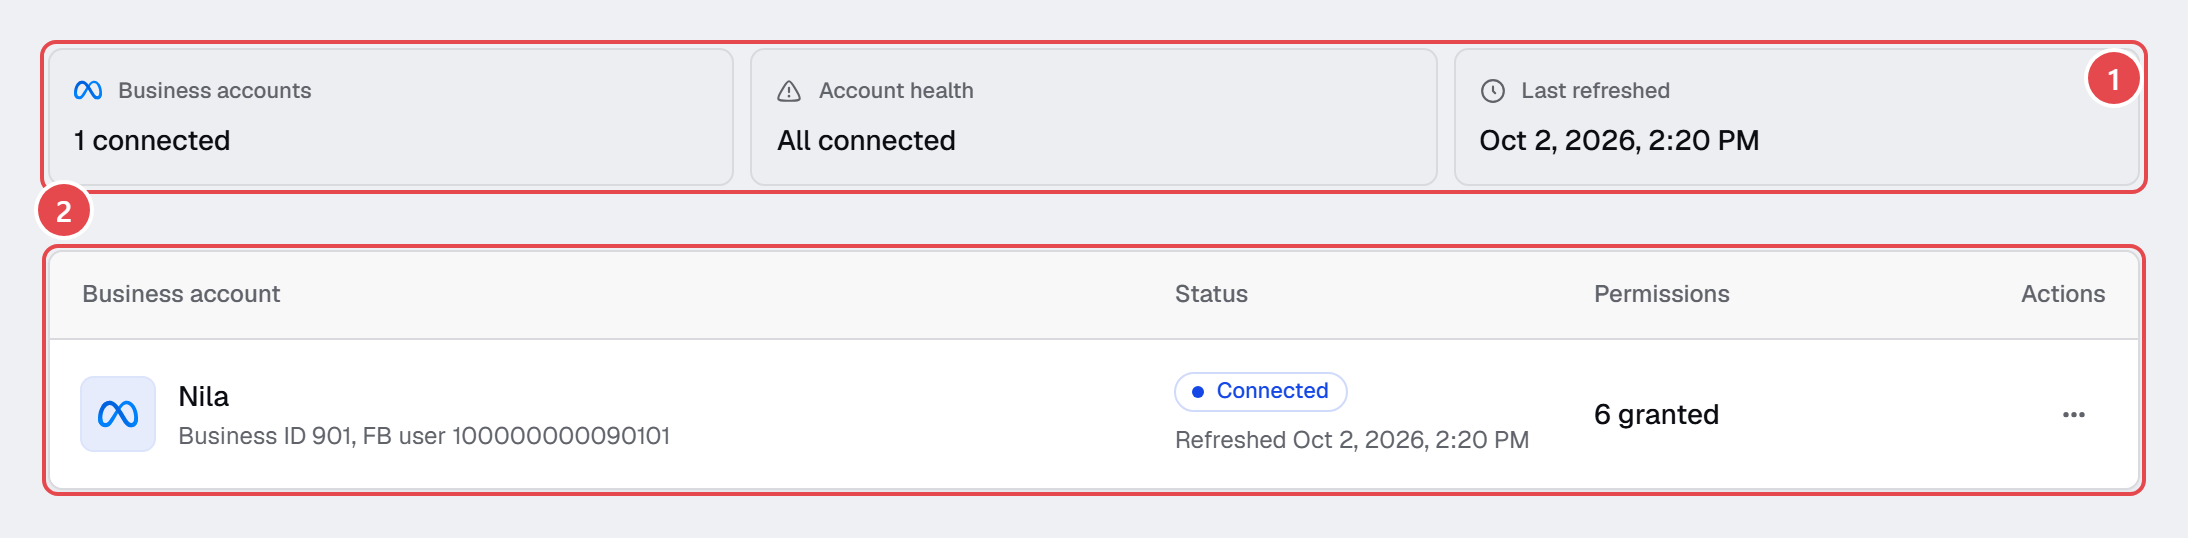 Business accounts
1 connected
Account health
All connected
Last refreshed
Oct 2, 2026, 2:20 PM
1
2
Business account
Status
Permissions
Actions
Nila
Business ID 901, FB user 100000000090101
Connected
Refreshed Oct 2, 2026, 2:20 PM
6 granted